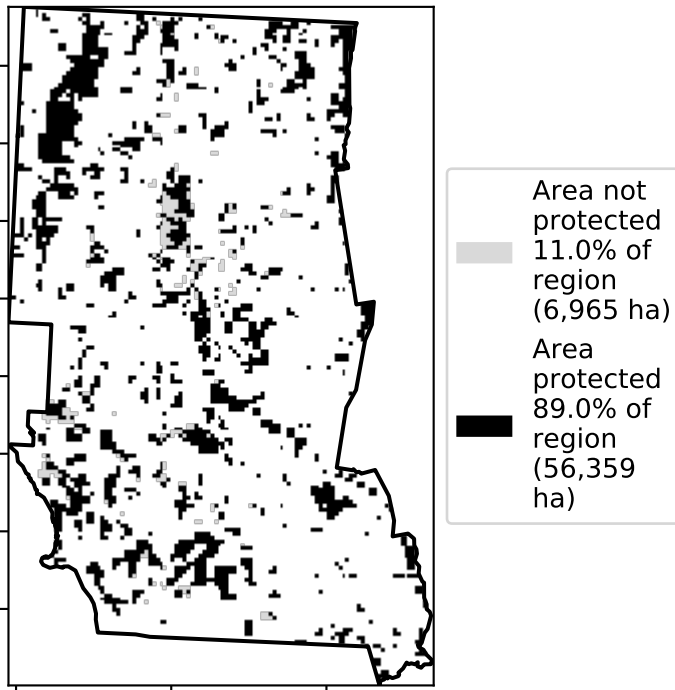 Area not
protected
11.0% of
region
(6,965 ha)
Area
protected
89.0% of
region
(56,359
ha)